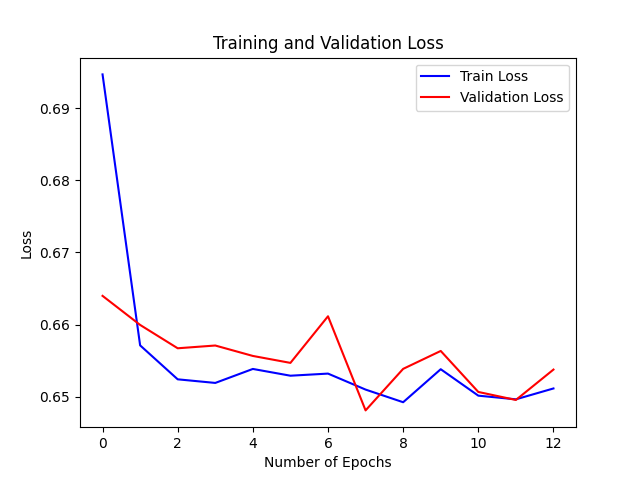 Training and Validation Loss
Train Loss
Validation Loss
0.69
0.68
0.67
0.66
0.65
Loss
0 2 4 6 8 10 12
Number of Epochs